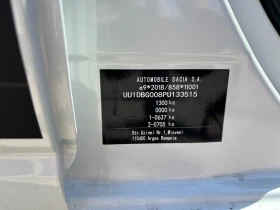 AUTOMOBILE DACIA S.A.
e9*2018/858*11001
UU1DBG008PU133515
1300 kg
0000 kg
1-0637 kg
2-0705 kg
Str.Uzinei Nr.1,Mioveni
115400 Arges Romania